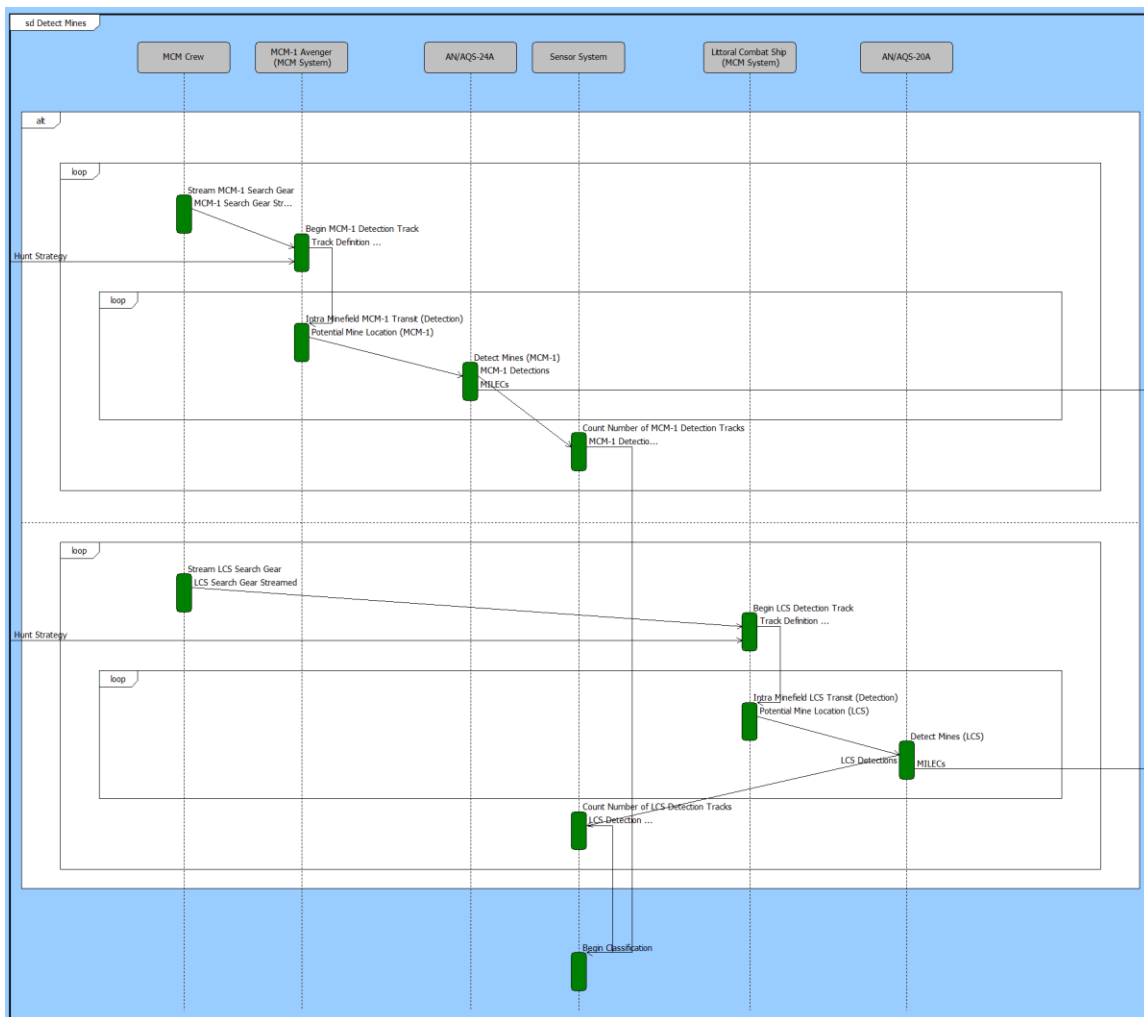 sd Detect Mines
MCM Crew
MCM-1 Avenger
(MCM System)
AN/AQS-24A
Sensor System
Littoral Combat Ship
(MCM System)
AN/AQS-20A
alt
loop
Stream MCM-1 Search Gear
MCM-1 Search Gear Str...
Begin MCM-1 Detection Track
Track Definition ...
Hunt Strategy
loop
Intra Minefield MCM-1 Transit (Detection)
Potential Mine Location (MCM-1)
Detect Mines (MCM-1)
MCM-1 Detections
MILECs
Count Number of MCM-1 Detection Tracks
MCM-1 Detectio...
loop
Stream LCS Search Gear
LCS Search Gear Streamed
Begin LCS Detection Track
Track Definition ...
Hunt Strategy
loop
Intra Minefield LCS Transit (Detection)
Potential Mine Location (LCS)
Detect Mines (LCS)
LCS Detections
MILECs
Count Number of LCS Detection Tracks
LCS Detection ...
Begin Classification